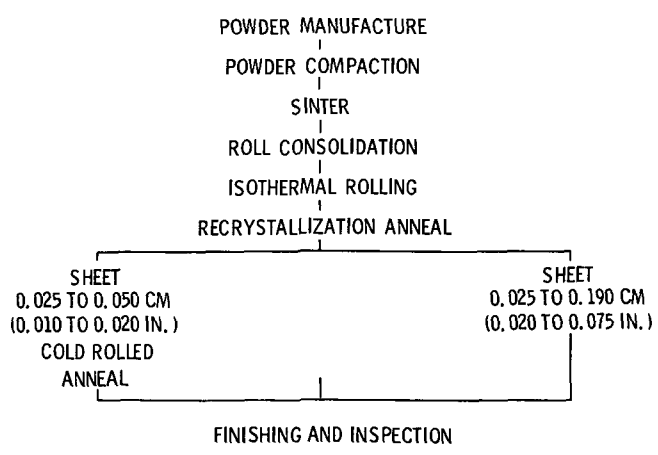 POWDER MANUFACTURE
POWDER COMPACTION
SINTER
ROLL CONSOLIDATION
ISOTHERMAL ROLLING
RECRYSTALLIZATION ANNEAL
SHEET
0.025 TO 0.050 CM
(0.010 TO 0.020 IN.)
COLD ROLLED
ANNEAL
SHEET
0.025 TO 0.190 CM
(0.020 TO 0.075 IN.)
FINISHING AND INSPECTION